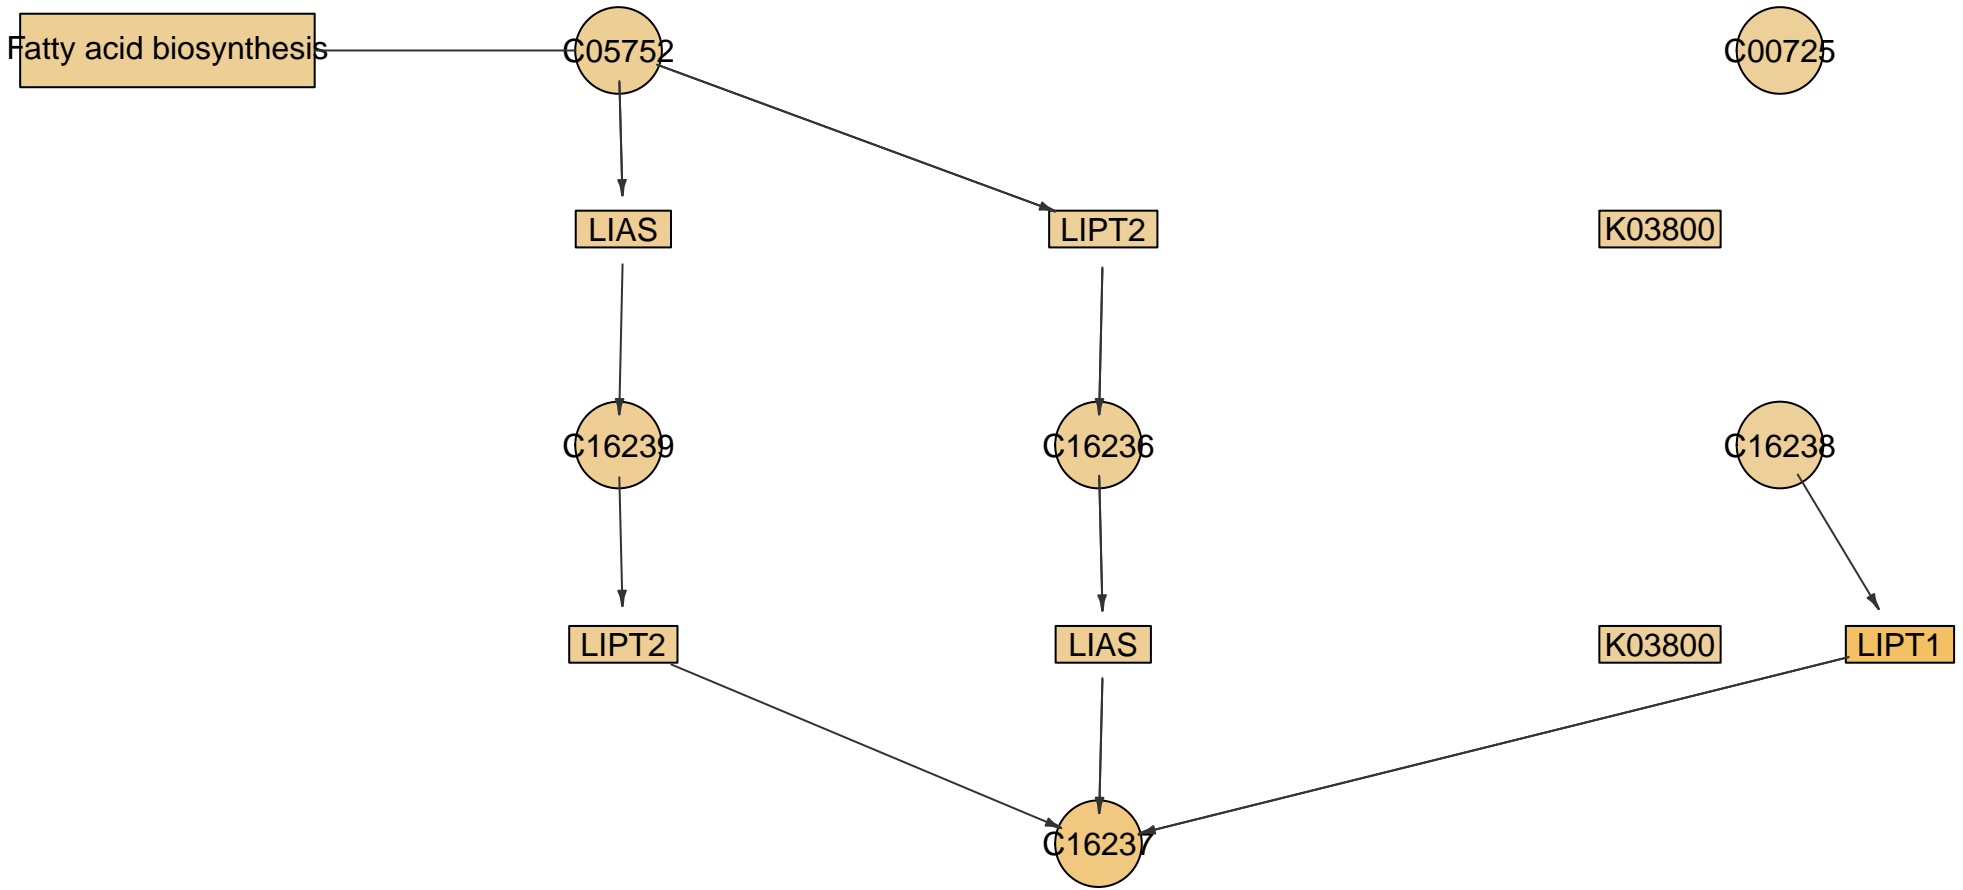 Fatty acid biosynthesis
C05752
C00725
LIAS
LIPT2
K03800
C16239
C16236
C16238
LIPT2
LIAS
K03800
LIPT1
C16237